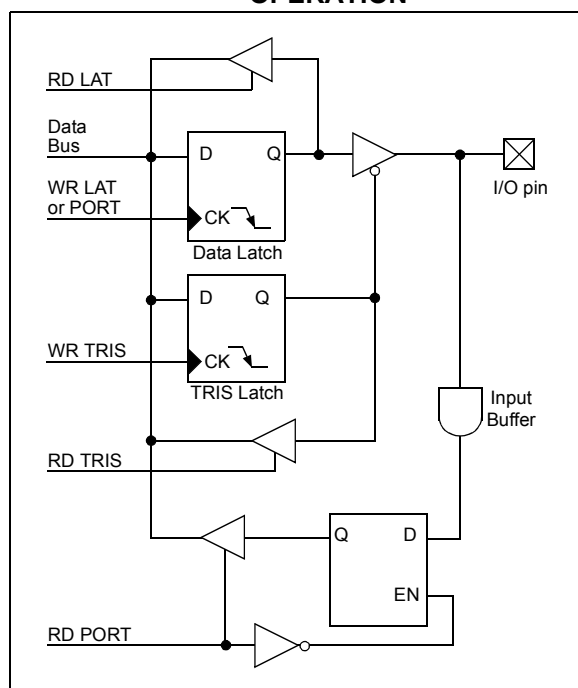 OPERATION
RD LAT
Data
Bus
D Q
WR LAT
or PORT
CK
Data Latch
I/O pin
D Q
WR TRIS
CK
TRIS Latch
Input
Buffer
RD TRIS
Q D
EN
RD PORT